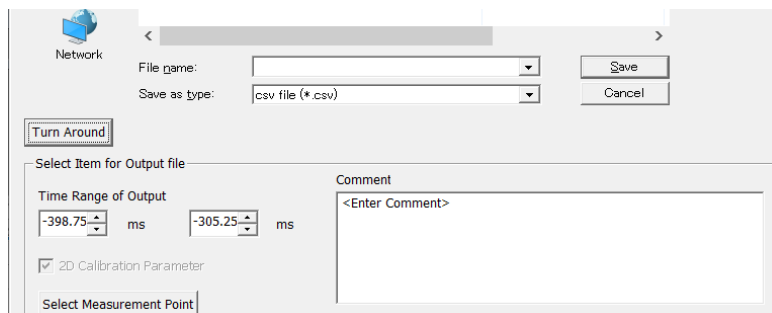 Network
File name:
Save
Save as type:
csv file (*.csv)
Cancel
Turn Around
Select Item for Output file
Time Range of Output
-398.75
ms
-305.25
ms
2D Calibration Parameter
Select Measurement Point
Comment
<Enter Comment>